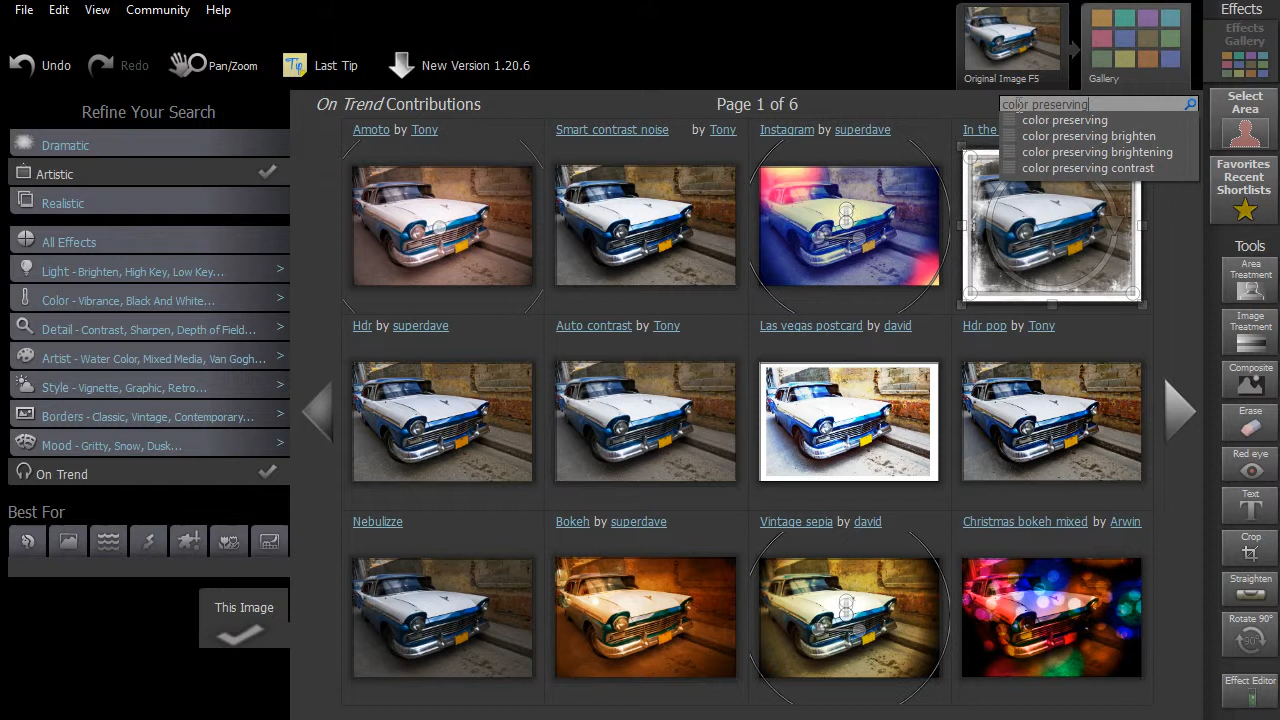 File Edit View Community Help
Undo Redo Pan/Zoom Tip Last Tip New Version 1.20.6
Original Image F5
Gallery
Effects
Effects
Gallery
Refine Your Search
Dramatic
Artistic
Realistic
All Effects
Light - Brighten, High Key, Low Key... >
Color - Vibrance, Black And White... >
Detail - Contrast, Sharpen, Depth of Field... >
Artist - Water Color, Mixed Media, Van Gogh... >
Style - Vignette, Graphic, Retro... >
Borders - Classic, Vintage, Contemporary... >
Mood - Gritty, Snow, Dusk... >
On Trend
Best For
This Image
On Trend Contributions
Page 1 of 6
color preserving
color preserving
color preserving brighten
color preserving brightening
color preserving contrast
Amoto by Tony
Smart contrast noise by Tony
Instagram by superdave
In the
Hdr by superdave
Auto contrast by Tony
Las vegas postcard by david
Hdr pop by Tony
Nebulizze
Bokeh by superdave
Vintage sepia by david
Christmas bokeh mixed by Arwin
Select
Area
Favorites
Recent
Shortlists
Tools
Area
Treatment
Image
Treatment
Composite
Erase
Red eye
Text
T
Crop
Straighten
Rotate 90°
90°
Effect Editor